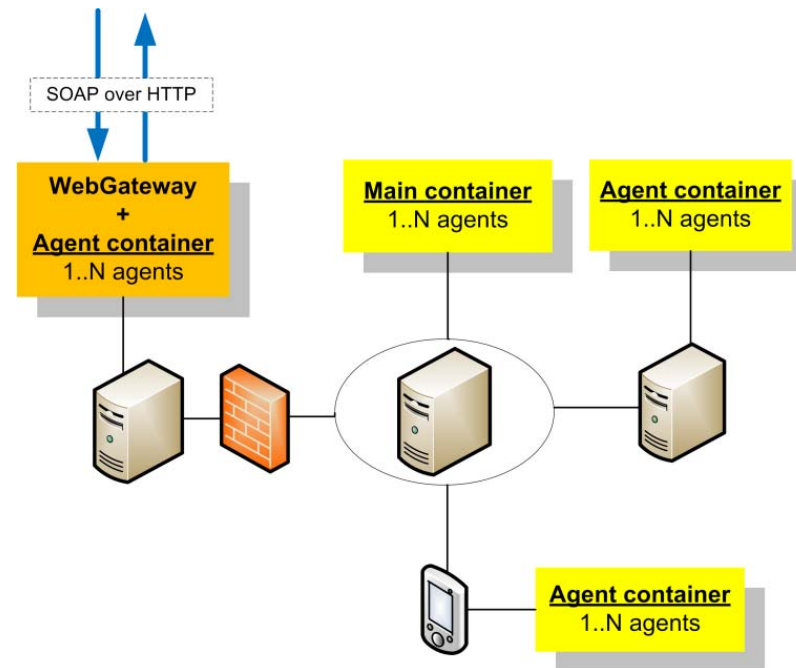 SOAP over HTTP
WebGateway
+
Agent container
1..N agents
Main container
1..N agents
Agent container
1..N agents
Agent container
1..N agents